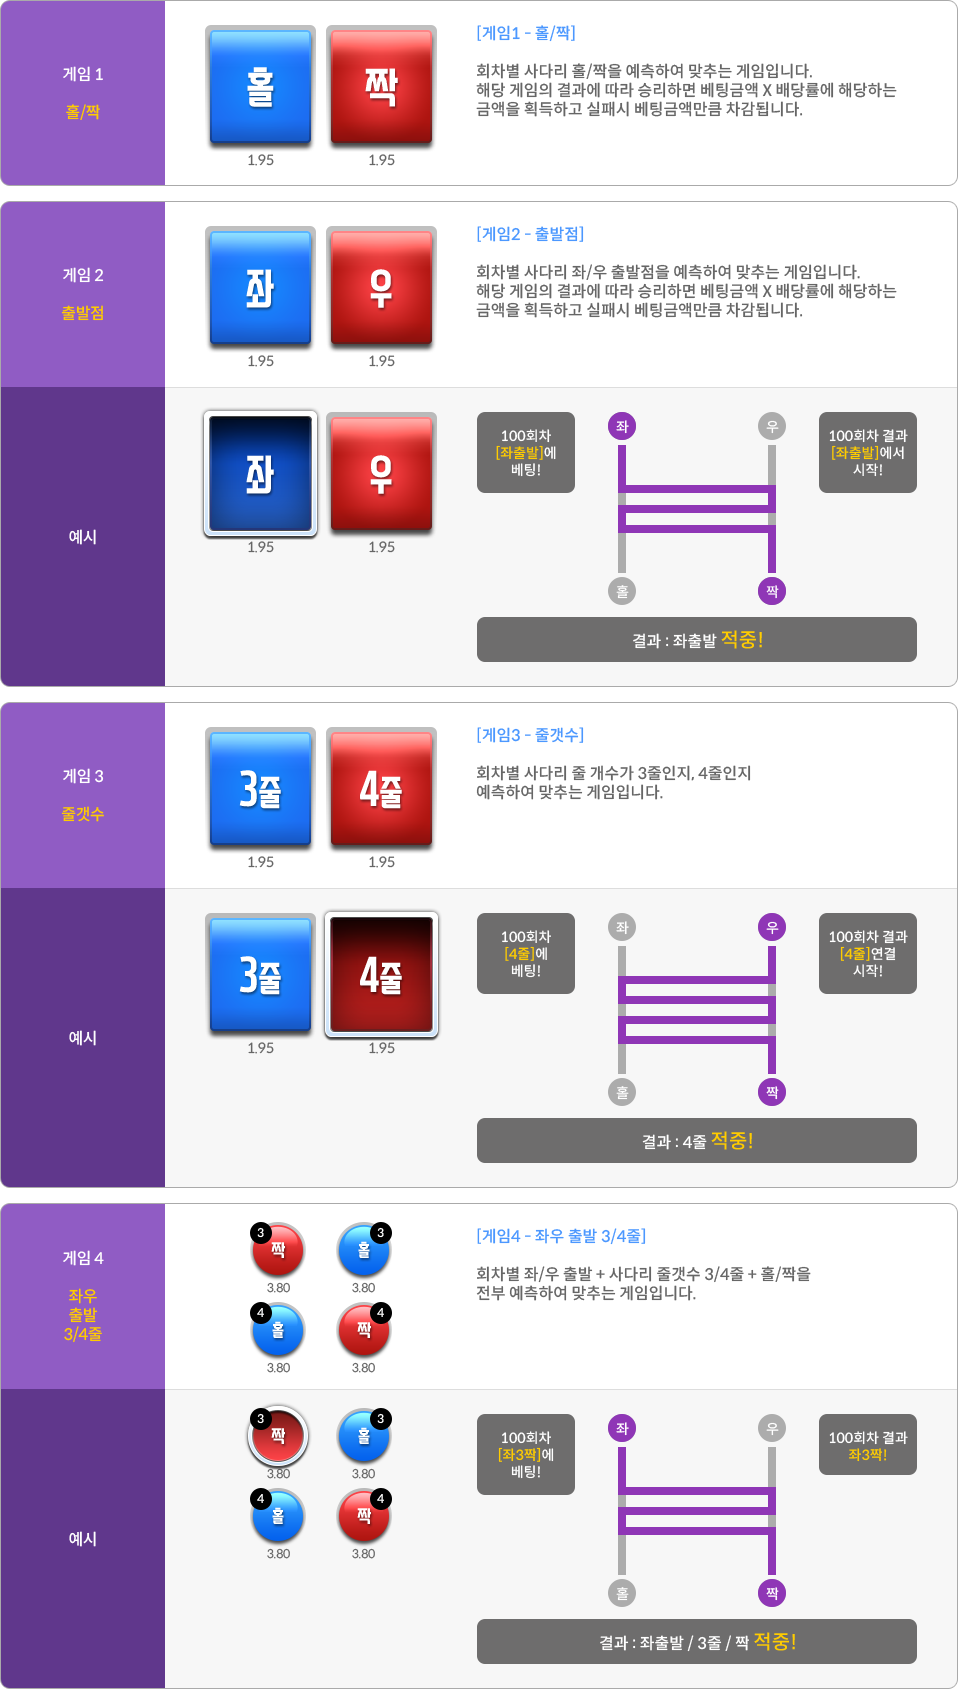 게임 1
홀/짝
홀
짝
1.95
1.95
[게임1 - 홀/짝]
회차별 사다리 홀/짝을 예측하여 맞추는 게임입니다.
해당 게임의 결과에 따라 승리하면 베팅금액 X 배당률에 해당하는
금액을 획득하고 실패시 베팅금액만큼 차감됩니다.
게임 2
출발점
좌
우
1.95
1.95
[게임2 - 출발점]
회차별 사다리 좌/우 출발점을 예측하여 맞추는 게임입니다.
해당 게임의 결과에 따라 승리하면 베팅금액 X 배당률에 해당하는
금액을 획득하고 실패시 베팅금액만큼 차감됩니다.
예시
좌
우
1.95
1.95
100회차
[좌출발]에
베팅!
좌
우
홀
짝
100회차 결과
[좌출발]에서
시작!
결과 : 좌출발 적중!
게임 3
줄갯수
3줄
4줄
1.95
1.95
[게임3 - 줄갯수]
회차별 사다리 줄 개수가 3줄인지, 4줄인지
예측하여 맞추는 게임입니다.
예시
3줄
4줄
1.95
1.95
100회차
[4줄]에
베팅!
좌
우
홀
짝
100회차 결과
[4줄]연결
시작!
결과 : 4줄 적중!
게임 4
좌우
출발
3/4줄
3
짝
3
홀
3.80
3.80
4
홀
4
짝
3.80
3.80
[게임4 - 좌우 출발 3/4줄]
회차별 좌/우 출발 + 사다리 줄갯수 3/4줄 + 홀/짝을
전부 예측하여 맞추는 게임입니다.
예시
3
짝
3
홀
3.80
3.80
4
홀
4
짝
3.80
3.80
100회차
[좌3짝]에
베팅!
좌
우
홀
짝
100회차 결과
좌3짝!
결과 : 좌출발 / 3줄 / 짝 적중!